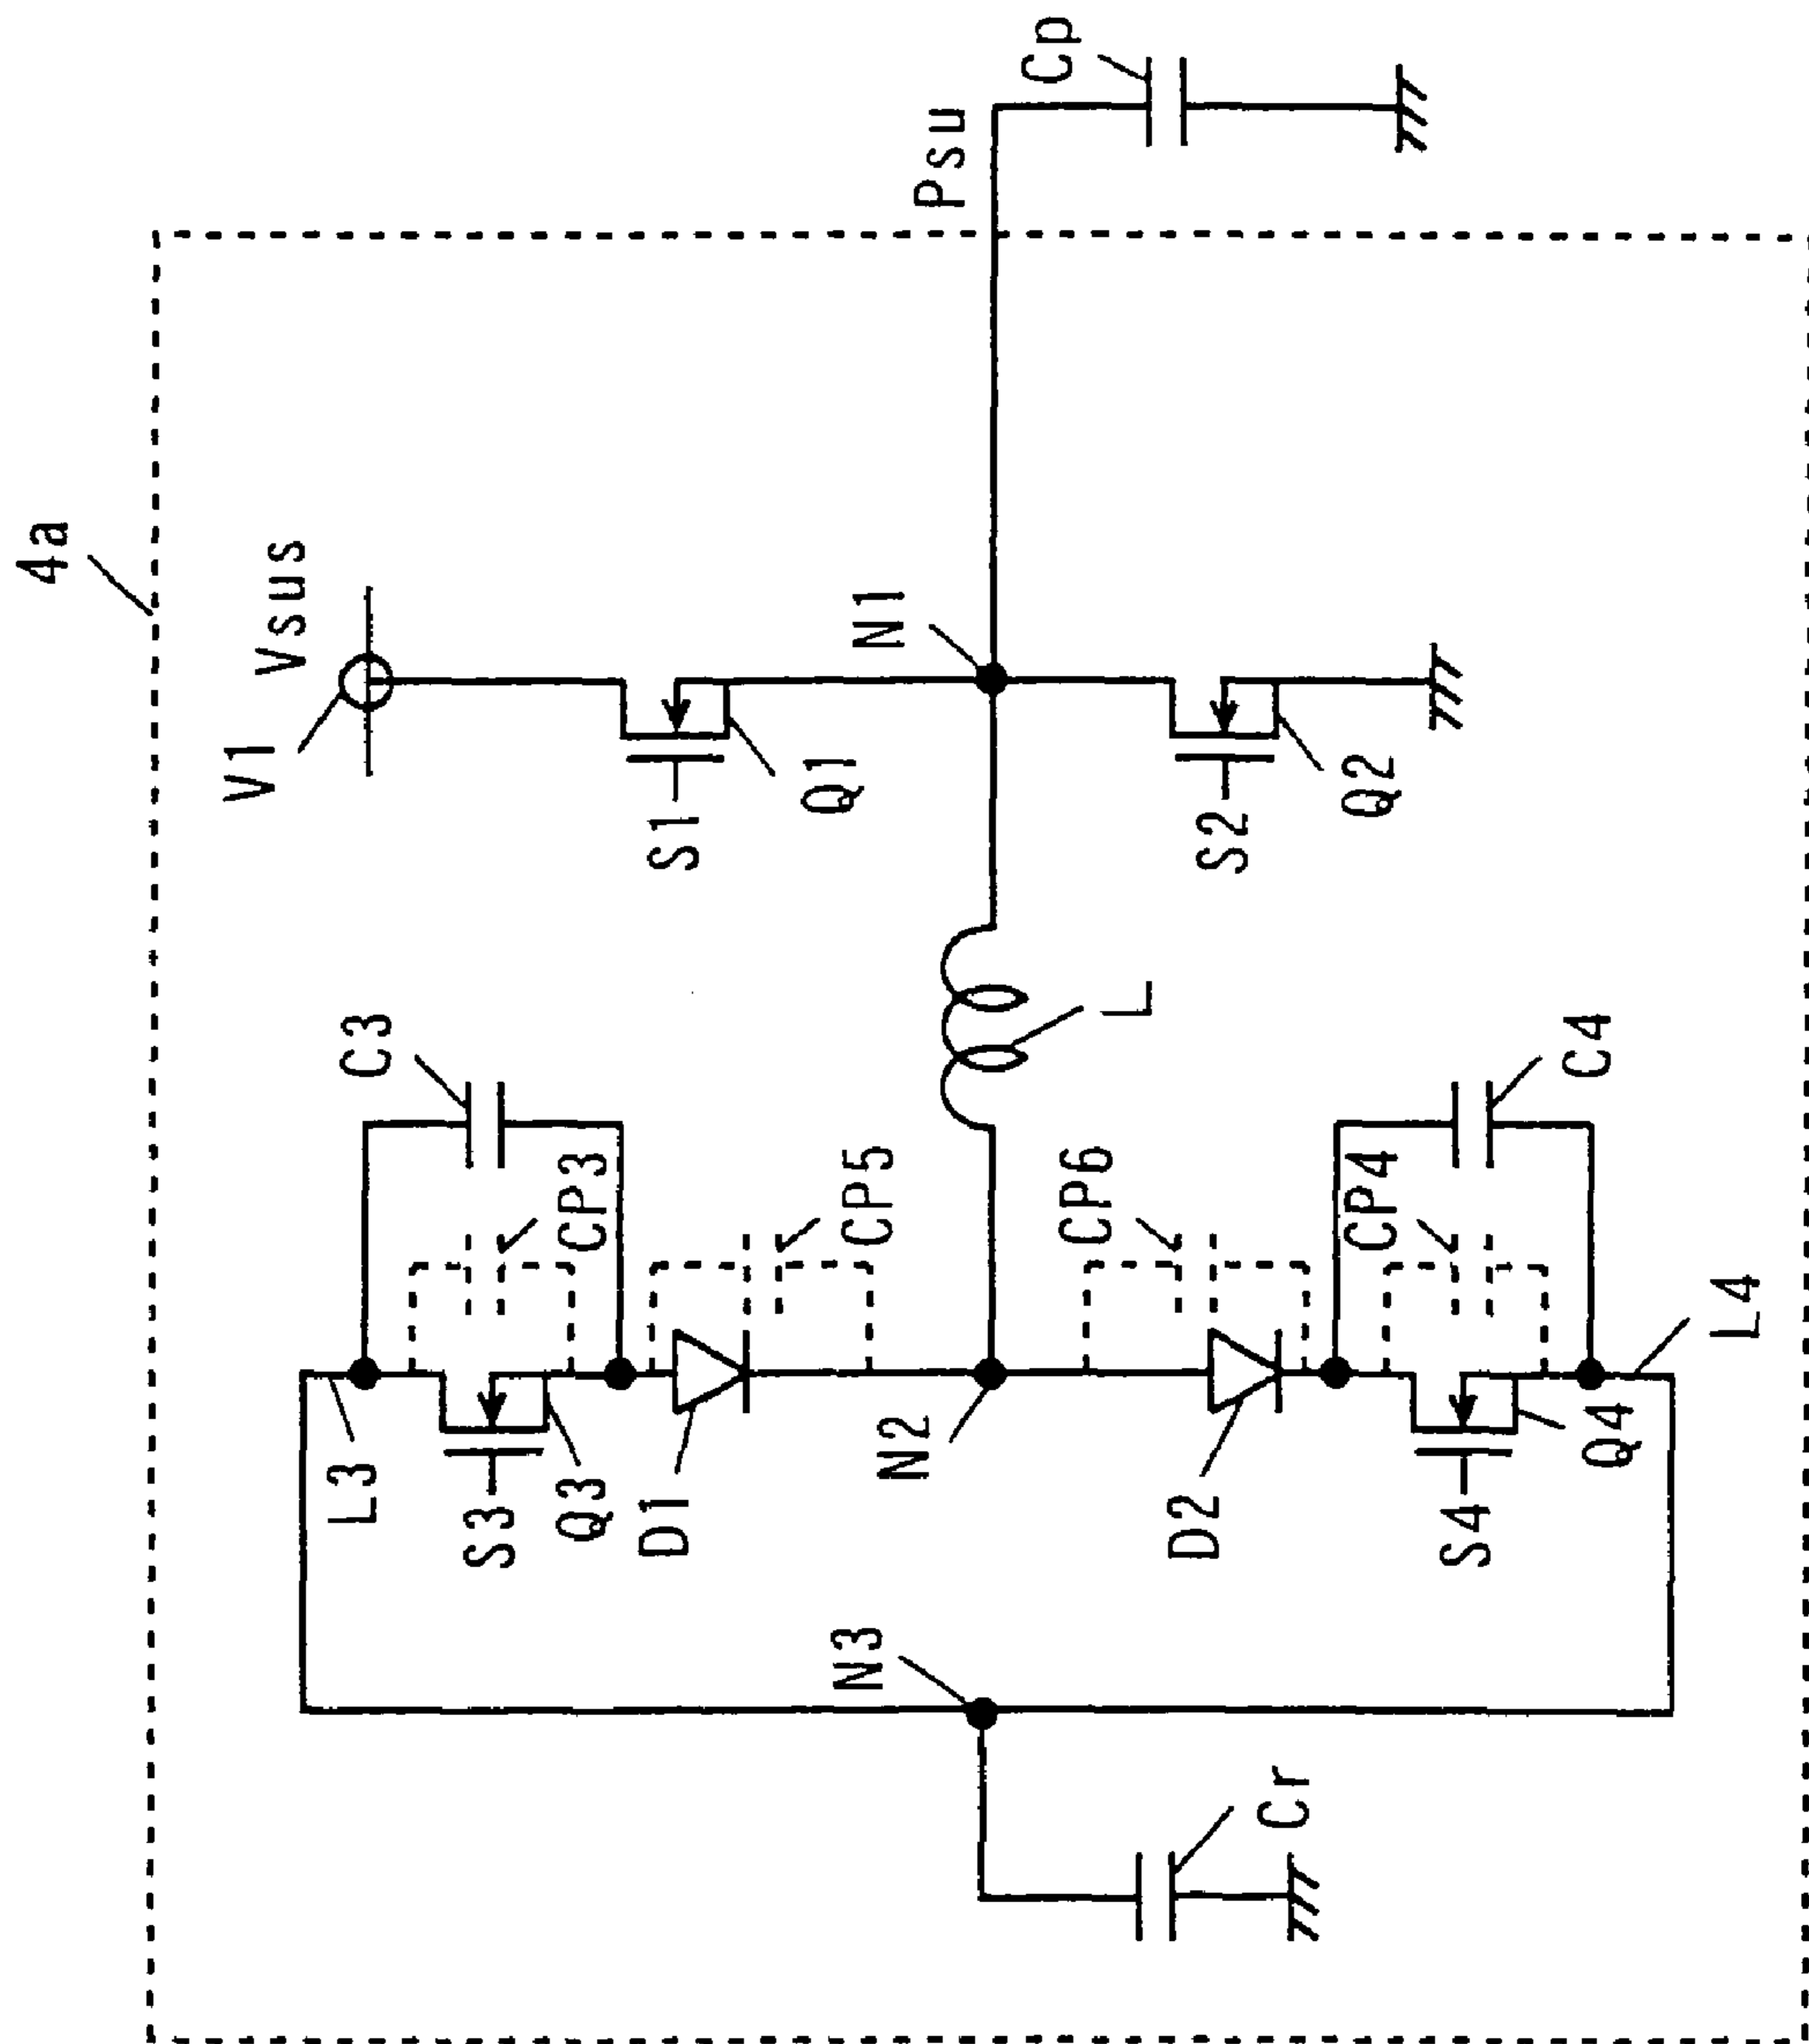 4a
V1
Vsus
S1
Q1
N1
Psu
Cp
S2
Q2
L
C3
CP3
CP5
CP6
CP4
C4
L3
S3
Q3
D1
N2
D2
S4
Q4
L4
N3
Cr